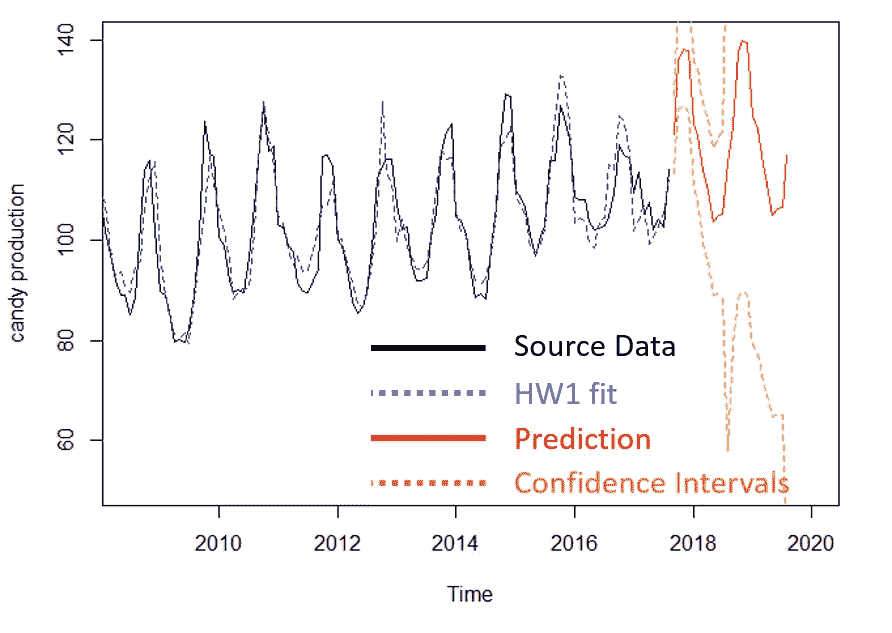 140
120
100
80
60
candy production
Source Data
HW1 fit
Prediction
Confidence Intervals
2010 2012 2014 2016 2018 2020
Time